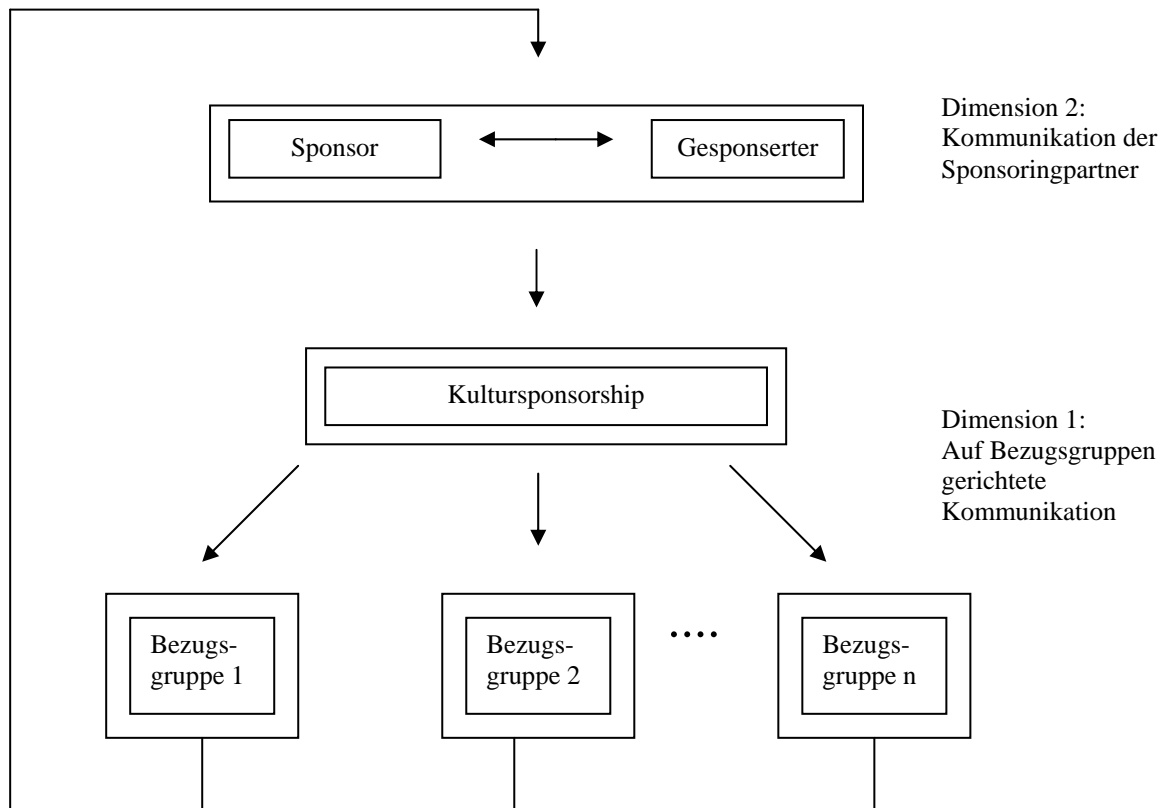 Dimension 2:
Kommunikation der
Sponsoringpartner
Sponsor
Gesponserter
Kultursponsorship
Dimension 1:
Auf Bezugsgruppen
gerichtete
Kommunikation
Bezugs-
gruppe 1
Bezugs-
gruppe 2
....
Bezugs-
gruppe n